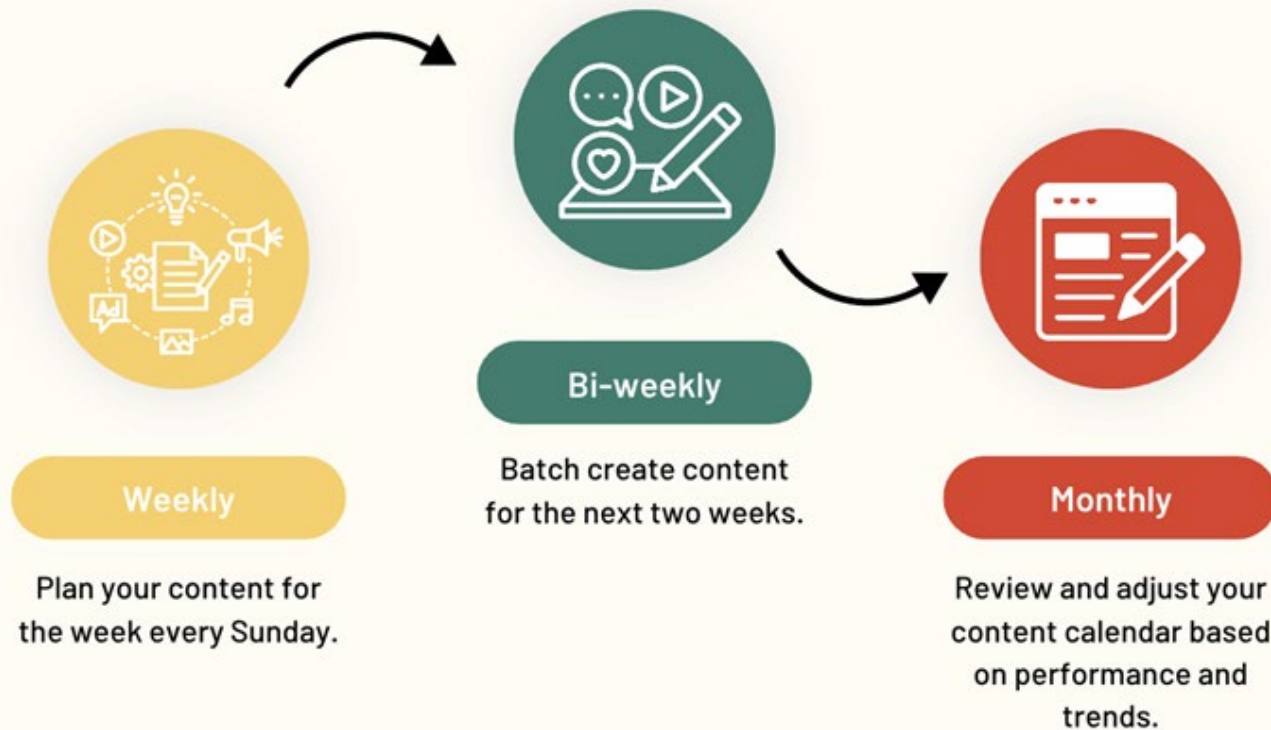 Ad
Weekly
Plan your content for
the week every Sunday.
Bi-weekly
Batch create content
for the next two weeks.
Monthly
Review and adjust your
content calendar based
on performance and
trends.